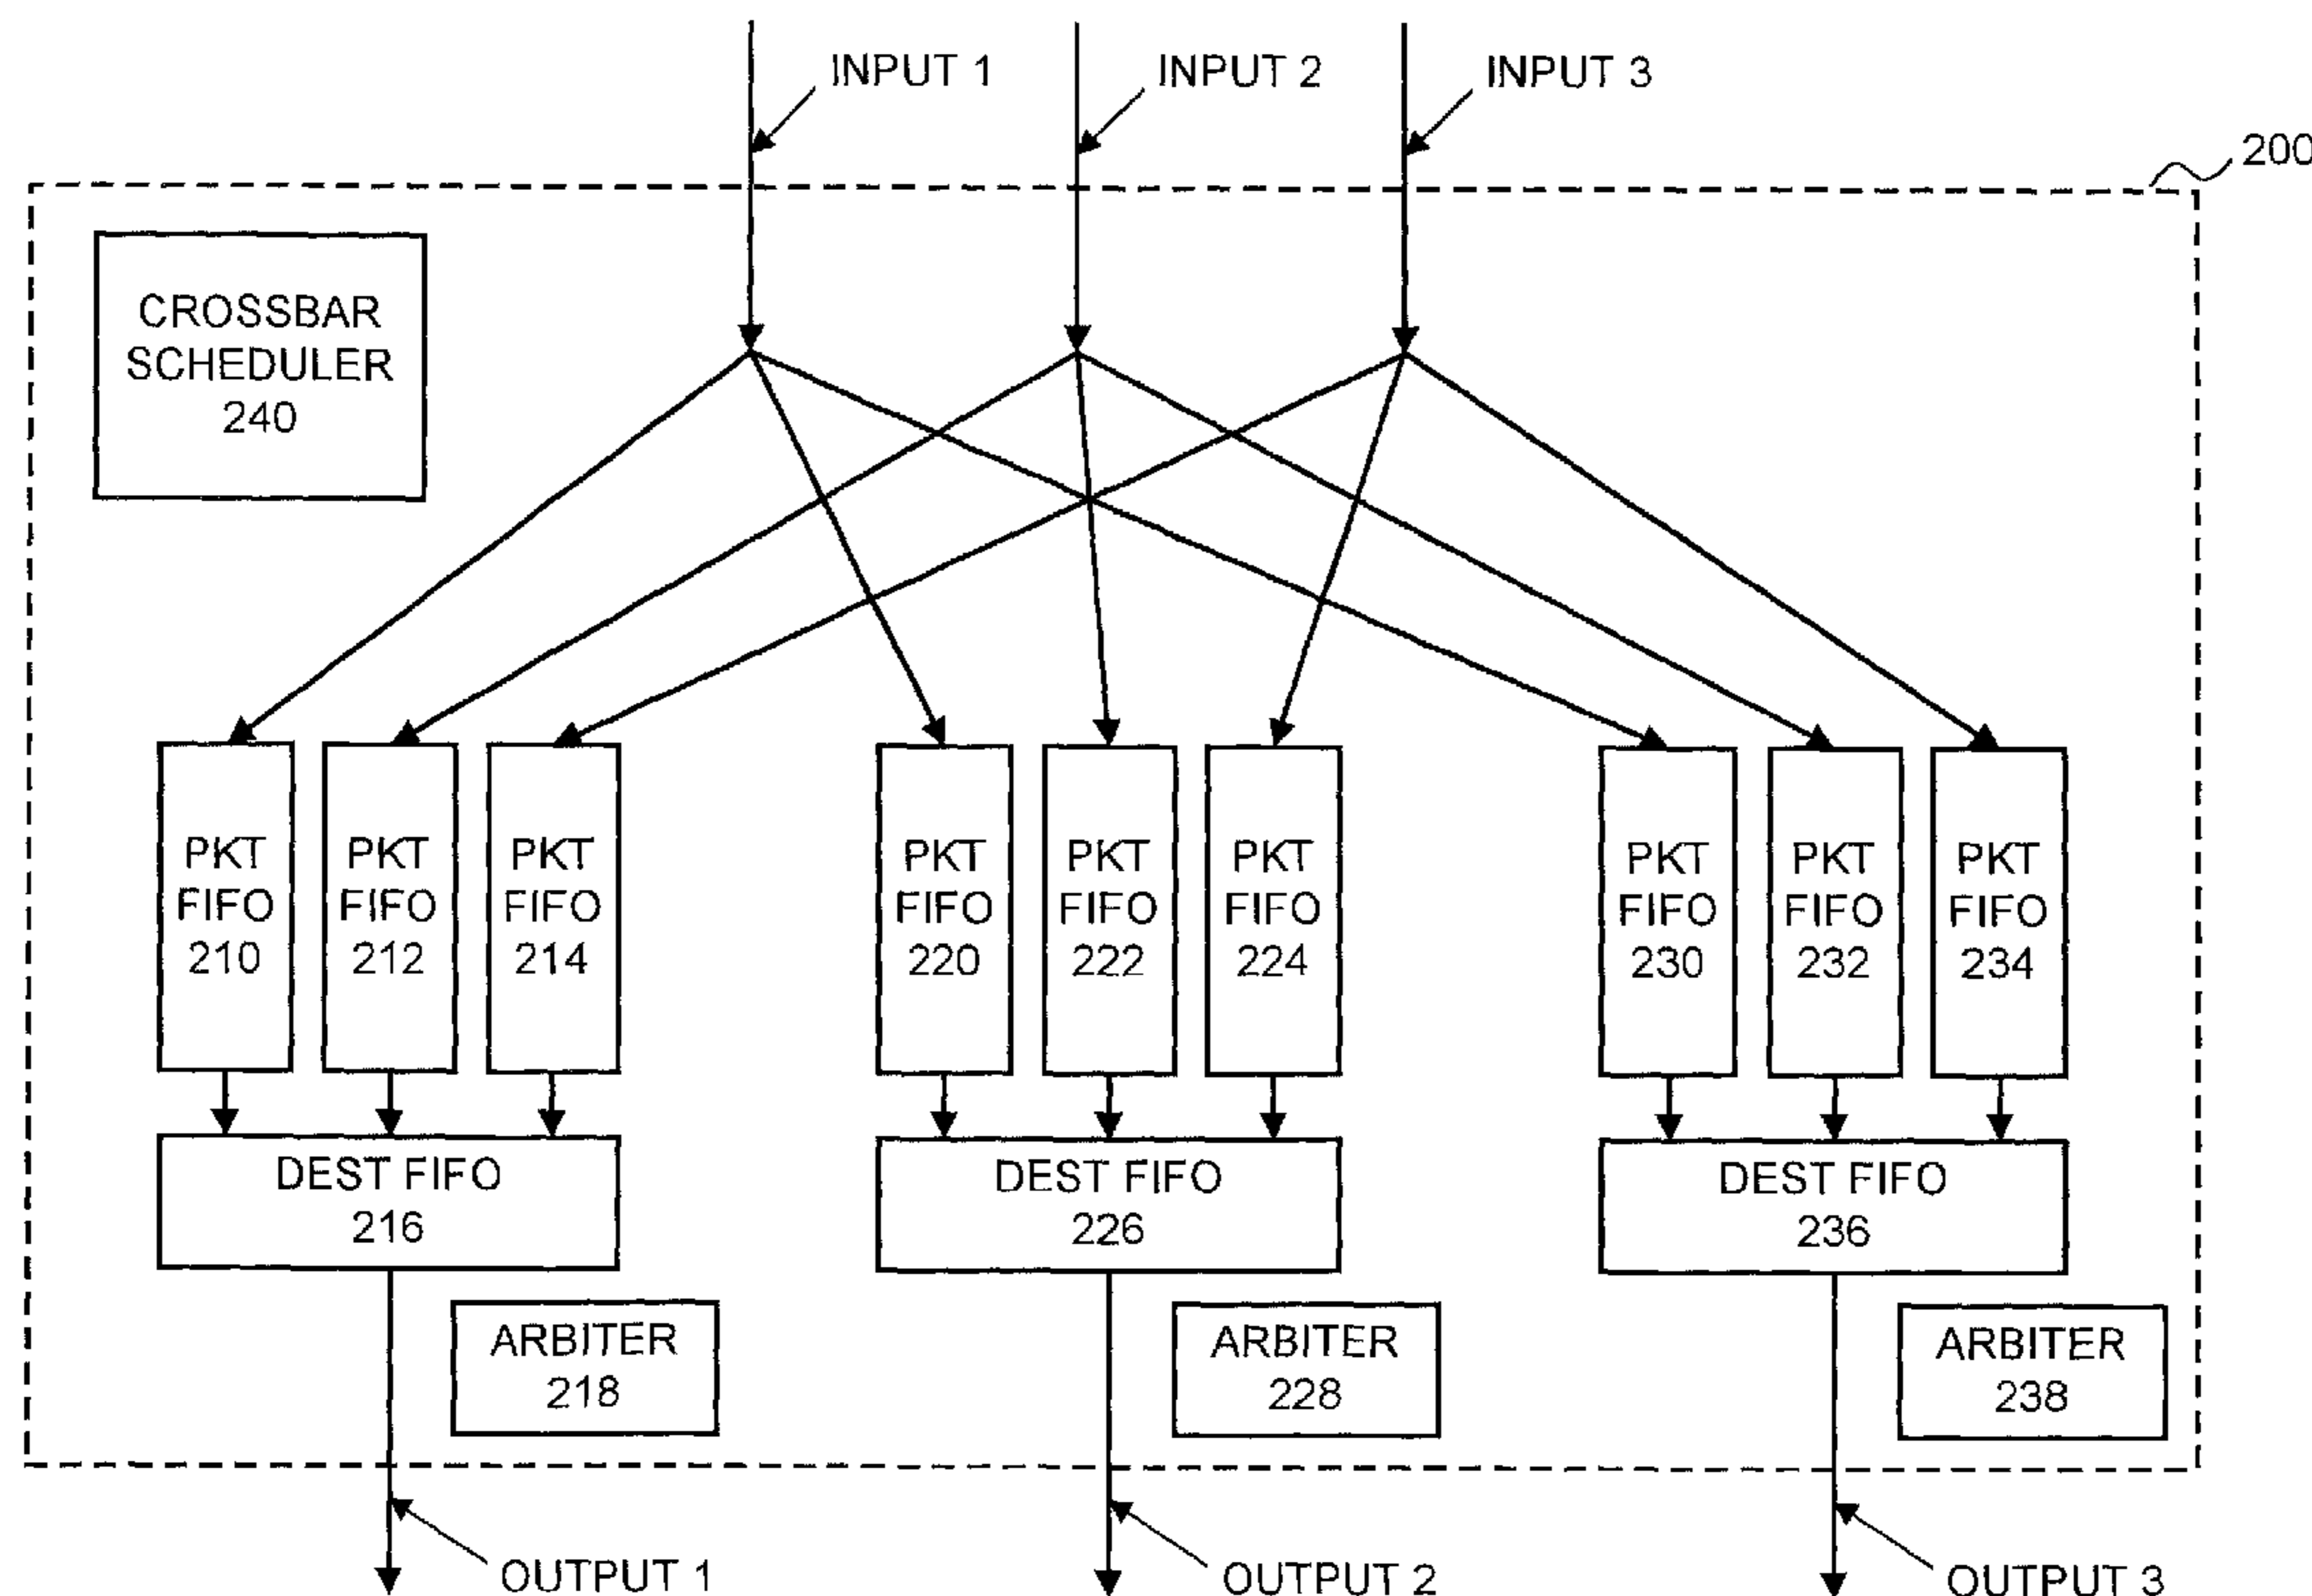 INPUT 1
INPUT 2
INPUT 3
200
CROSSBAR
SCHEDULER
240
PKT
FIFO
210
PKT
FIFO
212
PKT
FIFO
214
PKT
FIFO
220
PKT
FIFO
222
PKT
FIFO
224
PKT
FIFO
230
PKT
FIFO
232
PKT
FIFO
234
DEST FIFO
216
DEST FIFO
226
DEST FIFO
236
ARBITER
218
ARBITER
228
ARBITER
238
OUTPUT 1
OUTPUT 2
OUTPUT 3